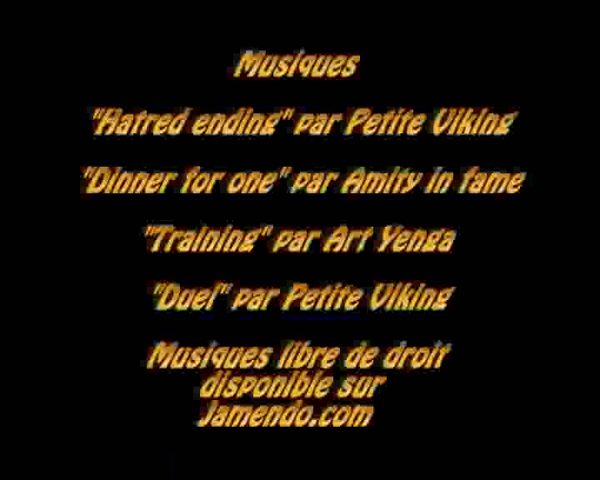 Musiques
"Hatred ending" par Petite Viking
"Dinner for one" par Amity in fame
"Training" par Art Yenga
"Duel" par Petite Viking
Musiques libre de droit
disponible sur
Jamendo.com